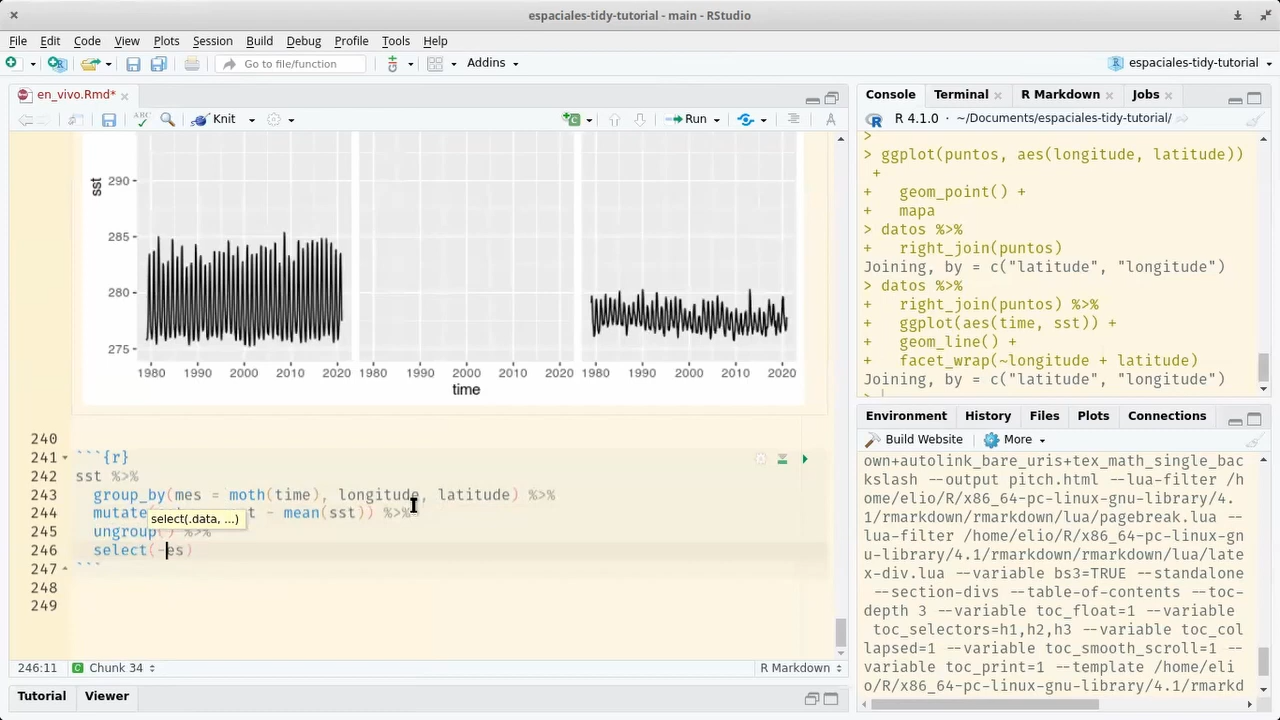 espaciales-tidy-tutorial - main - RStudio
File Edit Code View Plots Session Build Debug Profile Tools Help
Go to file/function Addins espaciales-tidy-tutorial
en_vivo.Rmd*
ABC Knit Run
290
sst
285
280
275
1980 1990 2000 2010 2020 1980 1990 2000 2010 2020 1980 1990 2000 2010 2020
time
240
241 ```{r}
242 sst %>%
243 group_by(mes = moth(time), longitude, latitude) %>%
244 mutate t - mean(sst)) %>%
select(.data, ...)
245 ungroup() %>%
246 select(-es)
247 ```
248
249
246:11 Chunk 34 R Markdown
Tutorial Viewer
Console Terminal R Markdown Jobs
R 4.1.0 · ~/Documents/espaciales-tidy-tutorial/
>
> ggplot(puntos, aes(longitude, latitude))
+
+ geom_point() +
+ mapa
> datos %>%
+ right_join(puntos)
Joining, by = c("latitude", "longitude")
> datos %>%
+ right_join(puntos) %>%
+ ggplot(aes(time, sst)) +
+ geom_line() +
+ facet_wrap(~longitude + latitude)
Joining, by = c("latitude", "longitude")
Environment History Files Plots Connections
Build Website More
own+autolink_bare_uris+tex_math_single_bac
kslash --output pitch.html --lua-filter /h
ome/elio/R/x86_64-pc-linux-gnu-library/4.
1/rmarkdown/rmarkdown/lua/pagebreak.lua --
lua-filter /home/elio/R/x86_64-pc-linux-gn
u-library/4.1/rmarkdown/rmarkdown/lua/late
x-div.lua --variable bs3=TRUE --standalone
--section-divs --table-of-contents --toc-
depth 3 --variable toc_float=1 --variable
toc_selectors=h1,h2,h3 --variable toc_col
lapsed=1 --variable toc_smooth_scroll=1 --
variable toc_print=1 --template /home/eli
o/R/x86_64-pc-linux-gnu-library/4.1/rmarkd